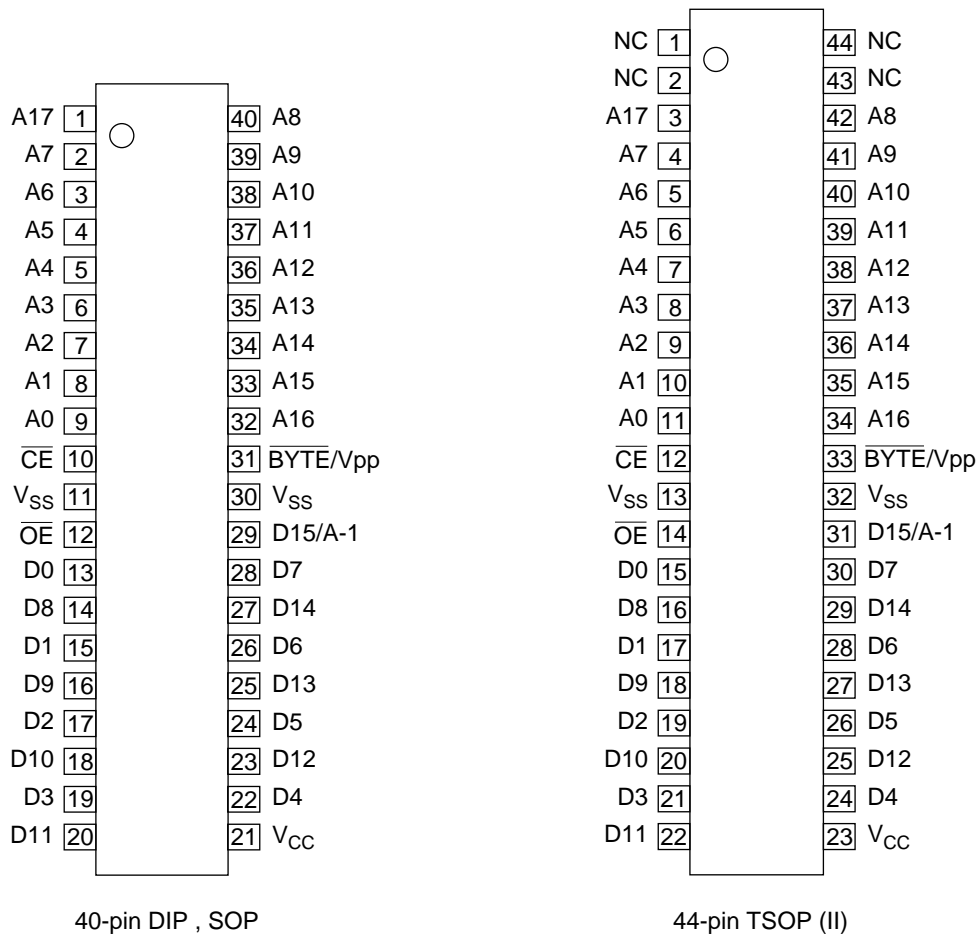 A17 1 40 A8
A7 2 39 A9
A6 3 38 A10
A5 4 37 A11
A4 5 36 A12
A3 6 35 A13
A2 7 34 A14
A1 8 33 A15
A0 9 32 A16
C̅E̅ 10 31 B̅Y̅T̅E̅/Vpp
VSS 11 30 VSS
O̅E̅ 12 29 D15/A-1
D0 13 28 D7
D8 14 27 D14
D1 15 26 D6
D9 16 25 D13
D2 17 24 D5
D10 18 23 D12
D3 19 22 D4
D11 20 21 VCC
40-pin DIP , SOP
NC 1 44 NC
NC 2 43 NC
A17 3 42 A8
A7 4 41 A9
A6 5 40 A10
A5 6 39 A11
A4 7 38 A12
A3 8 37 A13
A2 9 36 A14
A1 10 35 A15
A0 11 34 A16
C̅E̅ 12 33 B̅Y̅T̅E̅/Vpp
VSS 13 32 VSS
O̅E̅ 14 31 D15/A-1
D0 15 30 D7
D8 16 29 D14
D1 17 28 D6
D9 18 27 D13
D2 19 26 D5
D10 20 25 D12
D3 21 24 D4
D11 22 23 VCC
44-pin TSOP (II)